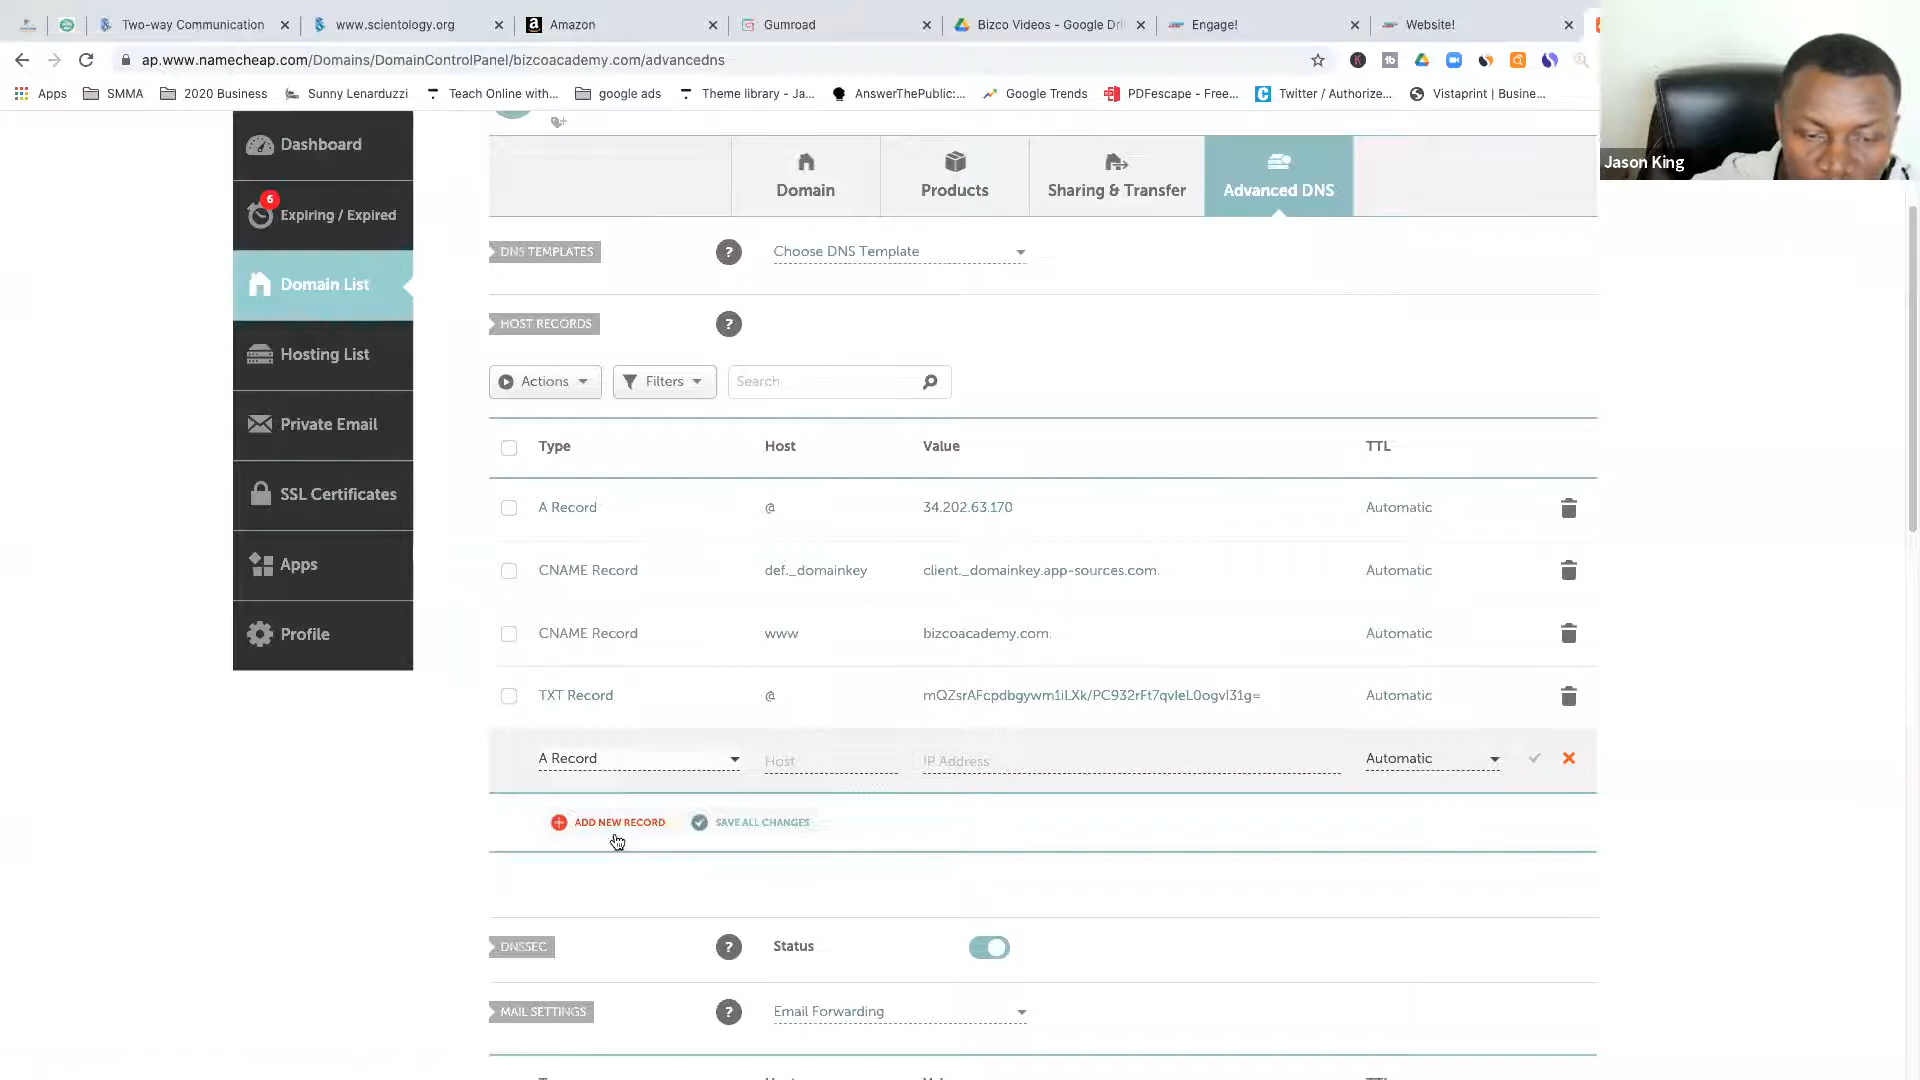 Two-way Communication
www.scientology.org
Amazon
Gumroad
Bizco Videos - Google Dri
Engage!
Website!
ap.www.namecheap.com/Domains/DomainControlPanel/bizcoacademy.com/advanceddns
Apps
SMMA
2020 Business
Sunny Lenarduzzi
Teach Online with...
google ads
Theme library - Ja...
AnswerThePublic:...
Google Trends
PDFescape - Free...
Twitter / Authorize...
Vistaprint | Busine...
Jason King
Dashboard
6
Expiring / Expired
Domain List
Hosting List
Private Email
SSL Certificates
Apps
Profile
Domain
Products
Sharing & Transfer
Advanced DNS
DNS TEMPLATES
?
Choose DNS Template
HOST RECORDS
?
Actions
Filters
Search...
Type Host Value TTL
A Record @ 34.202.63.170 Automatic
CNAME Record def._domainkey client._domainkey.app-sources.com. Automatic
CNAME Record www bizcoacademy.com. Automatic
TXT Record @ mQZsrAFcpdbgywm1iLXk/PC932rFt7qvIeL0ogvl31g= Automatic
A Record Host IP Address Automatic
ADD NEW RECORD
SAVE ALL CHANGES
DNSSEC
?
Status
MAIL SETTINGS
?
Email Forwarding